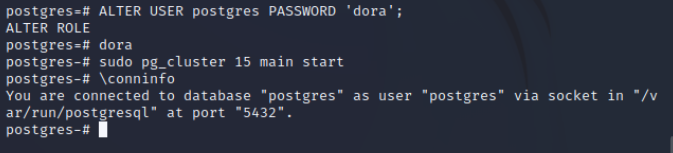 postgres=# ALTER USER postgres PASSWORD 'dora';
ALTER ROLE
postgres=# dora
postgres-# sudo pg_cluster 15 main start
postgres-# \conninfo
You are connected to database "postgres" as user "postgres" via socket in "/v
ar/run/postgresql" at port "5432".
postgres-#